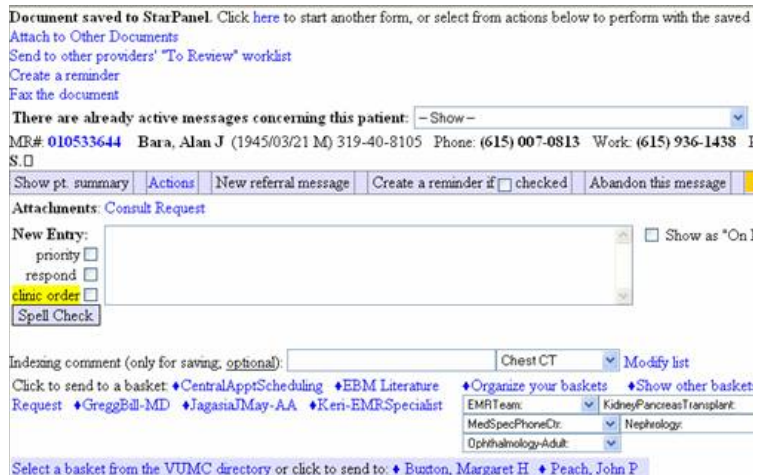 Document saved to StarPanel. Click here to start another form, or select from actions below to perform with the saved
Attach to Other Documents
Send to other providers' "To Review" worklist
Create a reminder
Fax the document
There are already active messages concerning this patient: – Show –
MR#: 010533644 Bara, Alan J (1945/03/21 M) 319-40-8105 Phone: (615) 007-0813 Work: (615) 936-1438
S.
Show pt. summary Actions New referral message Create a reminder if checked Abandon this message
Attachments: Consult Request
New Entry: Show as "On
priority
respond
clinic order
Spell Check
Indexing comment (only for saving, optional): Chest CT Modify list
Click to send to a basket: ♦CentralApptScheduling ♦EBM Literature ♦Organize your baskets ♦Show other baskets
Request ♦GreggBill-MD ♦JagasiaJMay-AA ♦Keri-EMRSpecialist EMRTeam: KidneyPancreasTransplant:
MedSpecPhoneCtr: Nephrology:
Ophthalmology-Adult:
Select a basket from the VUMC directory or click to send to: ♦ Buxton, Margaret H ♦ Peach, John P